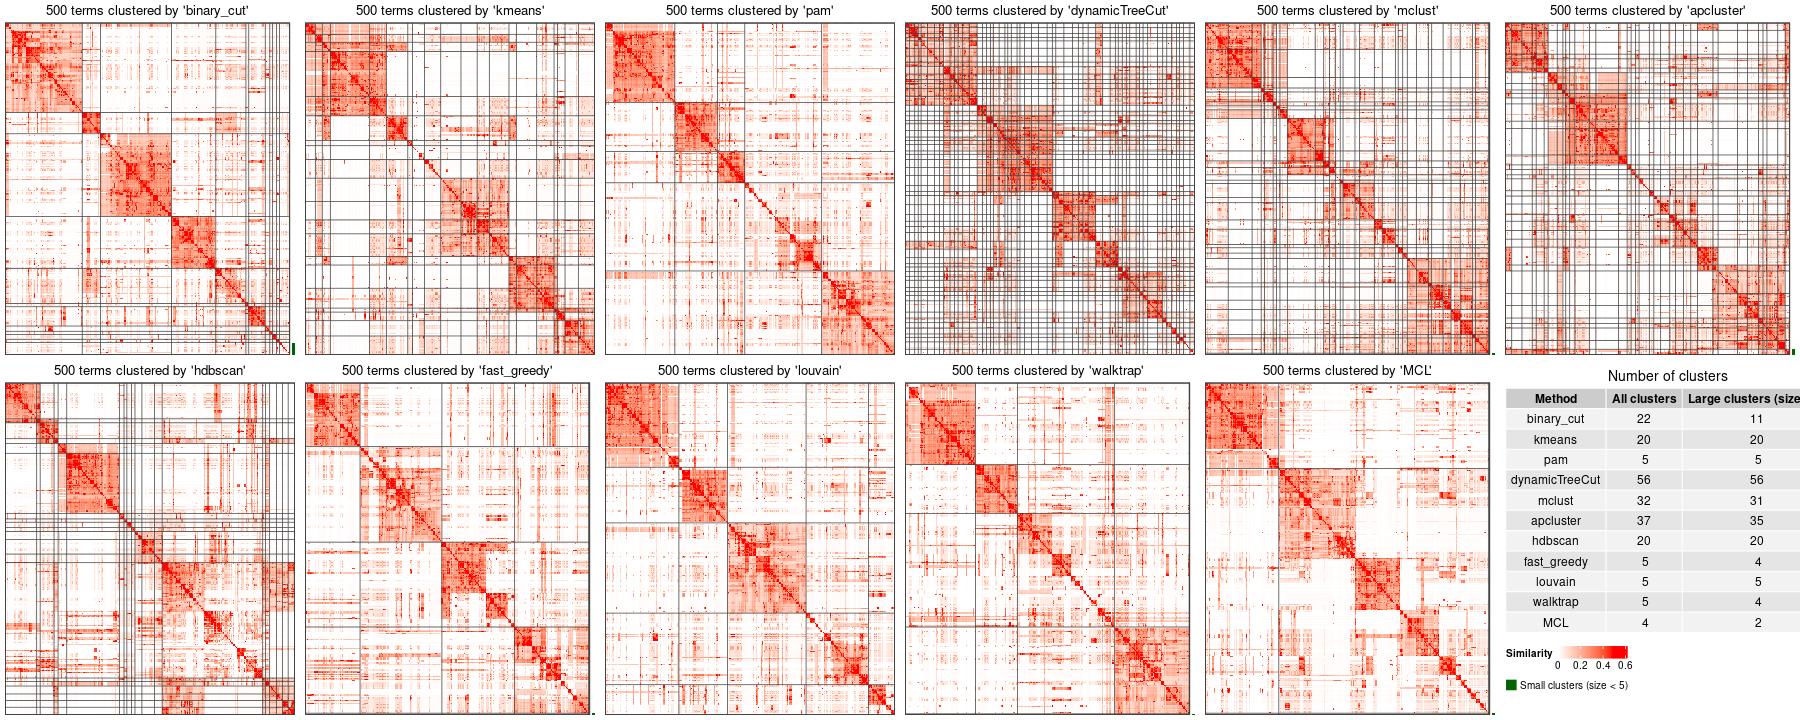 500 terms clustered by 'binary_cut'
500 terms clustered by 'kmeans'
500 terms clustered by 'pam'
500 terms clustered by 'dynamicTreeCut'
500 terms clustered by 'mclust'
500 terms clustered by 'apcluster'
500 terms clustered by 'hdbscan'
500 terms clustered by 'fast_greedy'
500 terms clustered by 'louvain'
500 terms clustered by 'walktrap'
500 terms clustered by 'MCL'
Number of clusters
Method All clusters Large clusters (size
binary_cut 22 11
kmeans 20 20
pam 5 5
dynamicTreeCut 56 56
mclust 32 31
apcluster 37 35
hdbscan 20 20
fast_greedy 5 4
louvain 5 5
walktrap 5 4
MCL 4 2
Similarity
0 0.2 0.4 0.6
Small clusters (size < 5)